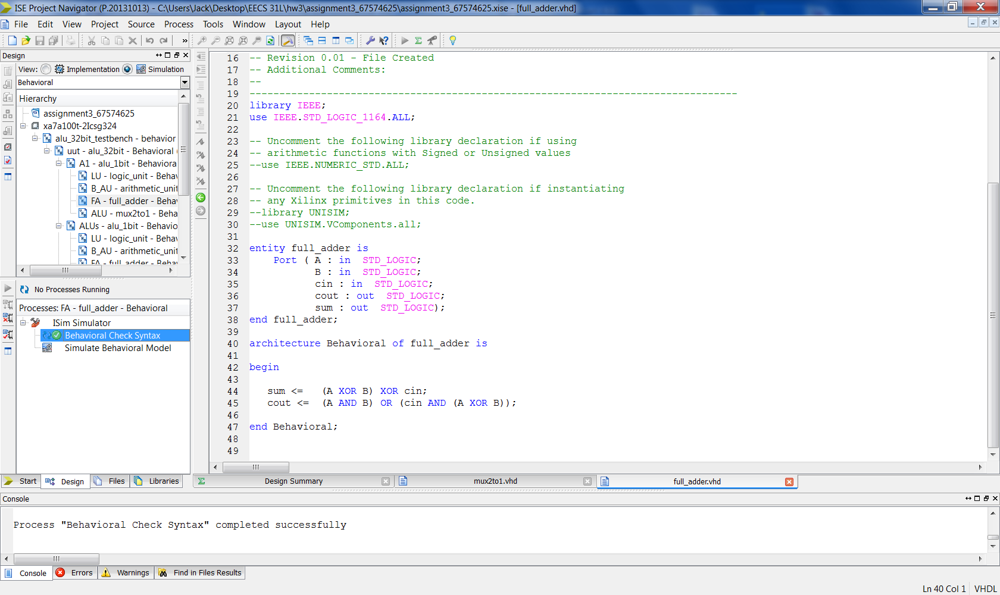 ISE Project Navigator (P.20131013) - C:\Users\Jack\Desktop\EECS 31L\hw3\assignment3_67574625\assignment3_67574625.xise - [full_adder.vhd]
File Edit View Project Source Process Tools Window Layout Help
Design
View: Implementation Simulation
Behavioral
Hierarchy
assignment3_67574625
xa7a100t-2Icsg324
alu_32bit_testbench - behavior
uut - alu_32bit - Behavioral
A1 - alu_1bit - Behaviora
LU - logic_unit - Behav
B_AU - arithmetic_unit
FA - full_adder - Behav
ALU - mux2to1 - Beha
ALUs - alu_1bit - Behavio
LU - logic_unit - Behav
B_AU - arithmetic_unit
FA - full_adder - Behav
No Processes Running
Processes: FA - full_adder - Behavioral
ISim Simulator
Behavioral Check Syntax
Simulate Behavioral Model
Start Design Files Libraries
16 -- Revision 0.01 - File Created
17 -- Additional Comments:
18 --
19 ----------------------------------------------------------------------------------
20 library IEEE;
21 use IEEE.STD_LOGIC_1164.ALL;
22
23 -- Uncomment the following library declaration if using
24 -- arithmetic functions with Signed or Unsigned values
25 --use IEEE.NUMERIC_STD.ALL;
26
27 -- Uncomment the following library declaration if instantiating
28 -- any Xilinx primitives in this code.
29 --library UNISIM;
30 --use UNISIM.VComponents.all;
31
32 entity full_adder is
33 Port ( A : in STD_LOGIC;
34 B : in STD_LOGIC;
35 cin : in STD_LOGIC;
36 cout : out STD_LOGIC;
37 sum : out STD_LOGIC);
38 end full_adder;
39
40 architecture Behavioral of full_adder is
41
42 begin
43
44 sum <= (A XOR B) XOR cin;
45 cout <= (A AND B) OR (cin AND (A XOR B));
46
47 end Behavioral;
48
49
Design Summary mux2to1.vhd full_adder.vhd
Console
Process "Behavioral Check Syntax" completed successfully
Console Errors Warnings Find in Files Results
Ln 40 Col 1 VHDL